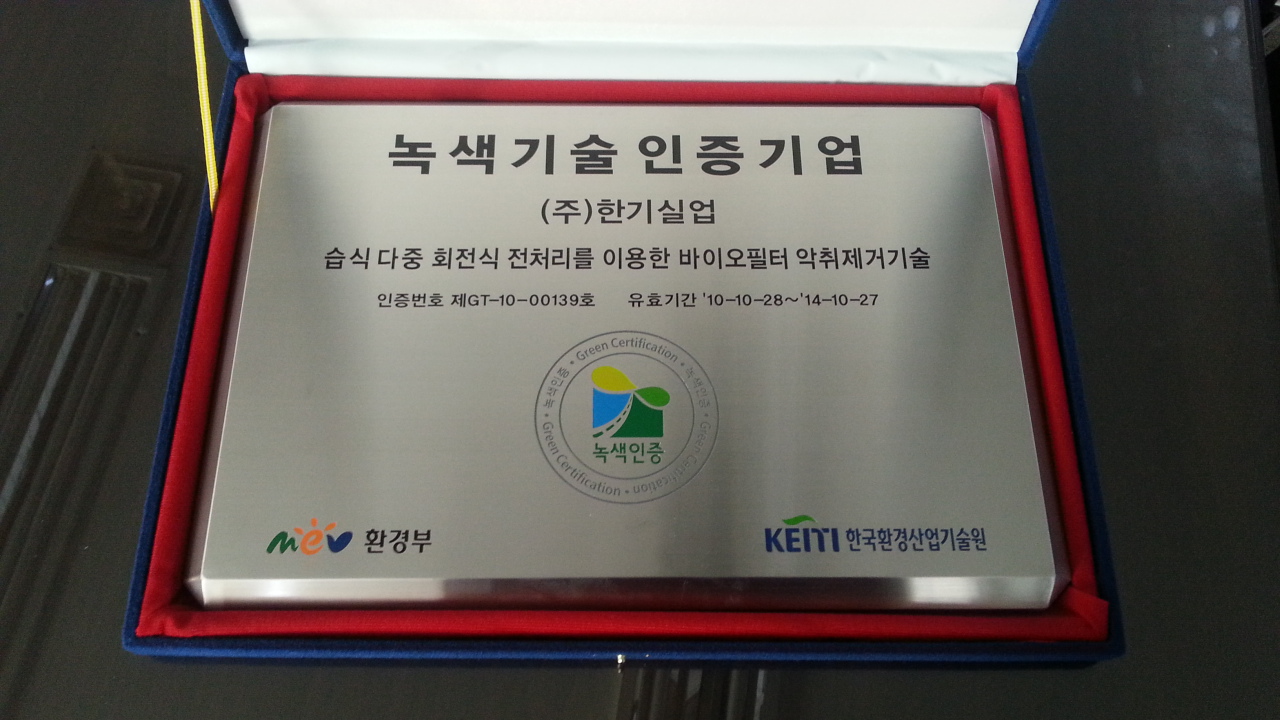 녹색기술 인증기업
(주)한기실업
습식 다중 회전식 전처리를 이용한 바이오필터 악취제거기술
인증번호 제GT-10-00139호 유효기간 '10-10-28~'14-10-27
Green Certification • 녹색인증 • Green Certification • Green Certification • 녹색인증 •
녹색인증
mev 환경부
KEITI 한국환경산업기술원